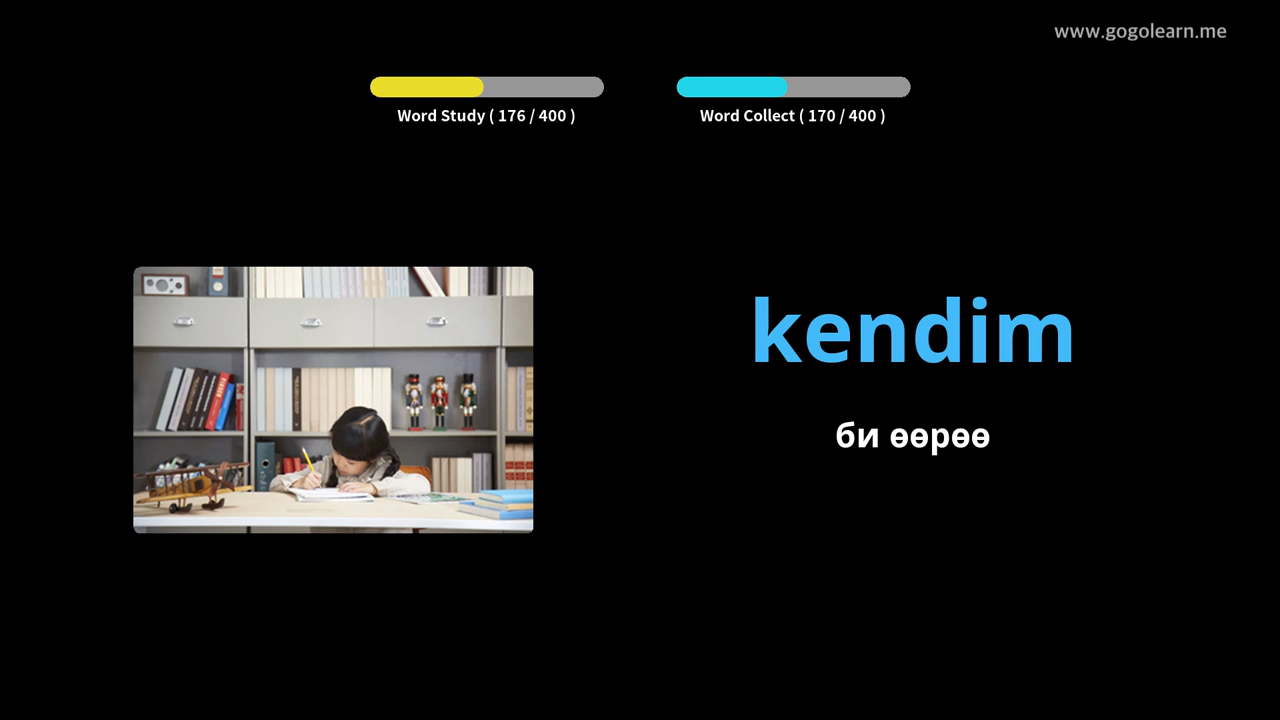 www.gogolearn.me
Word Study ( 176 / 400 )
Word Collect ( 170 / 400 )
kendim
би өөрөө